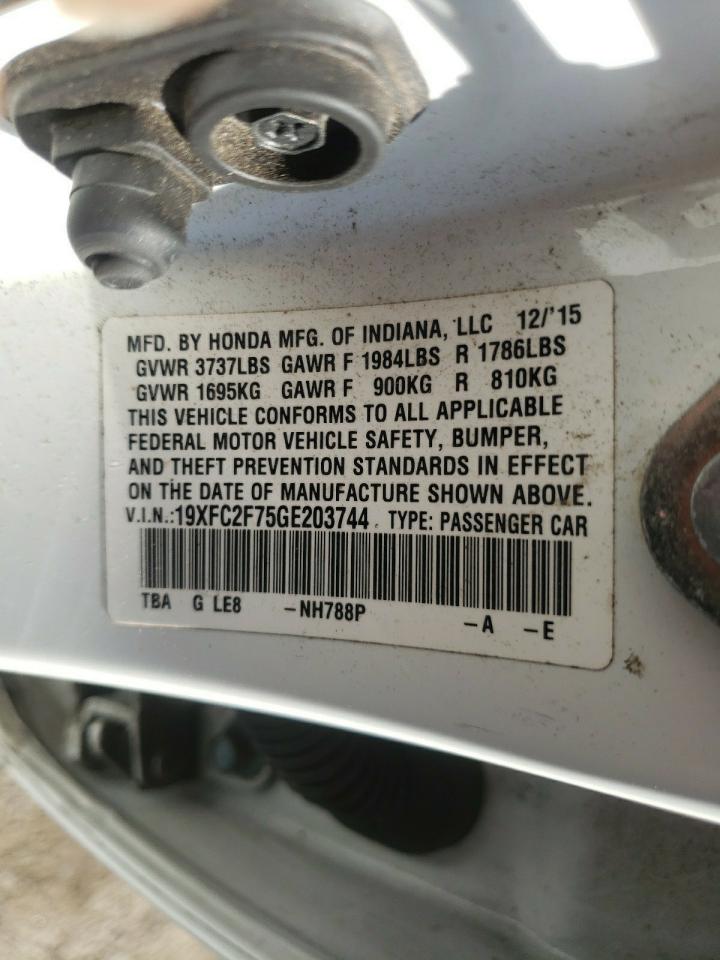 MFD. BY HONDA MFG. OF INDIANA, LLC 12/'15
GVWR 3737LBS GAWR F 1984LBS R 1786LBS
GVWR 1695KG GAWR F 900KG R 810KG
THIS VEHICLE CONFORMS TO ALL APPLICABLE
FEDERAL MOTOR VEHICLE SAFETY, BUMPER,
AND THEFT PREVENTION STANDARDS IN EFFECT
ON THE DATE OF MANUFACTURE SHOWN ABOVE.
V.I.N.:19XFC2F75GE203744 TYPE: PASSENGER CAR
TBA G LE8 -NH788P -A -E